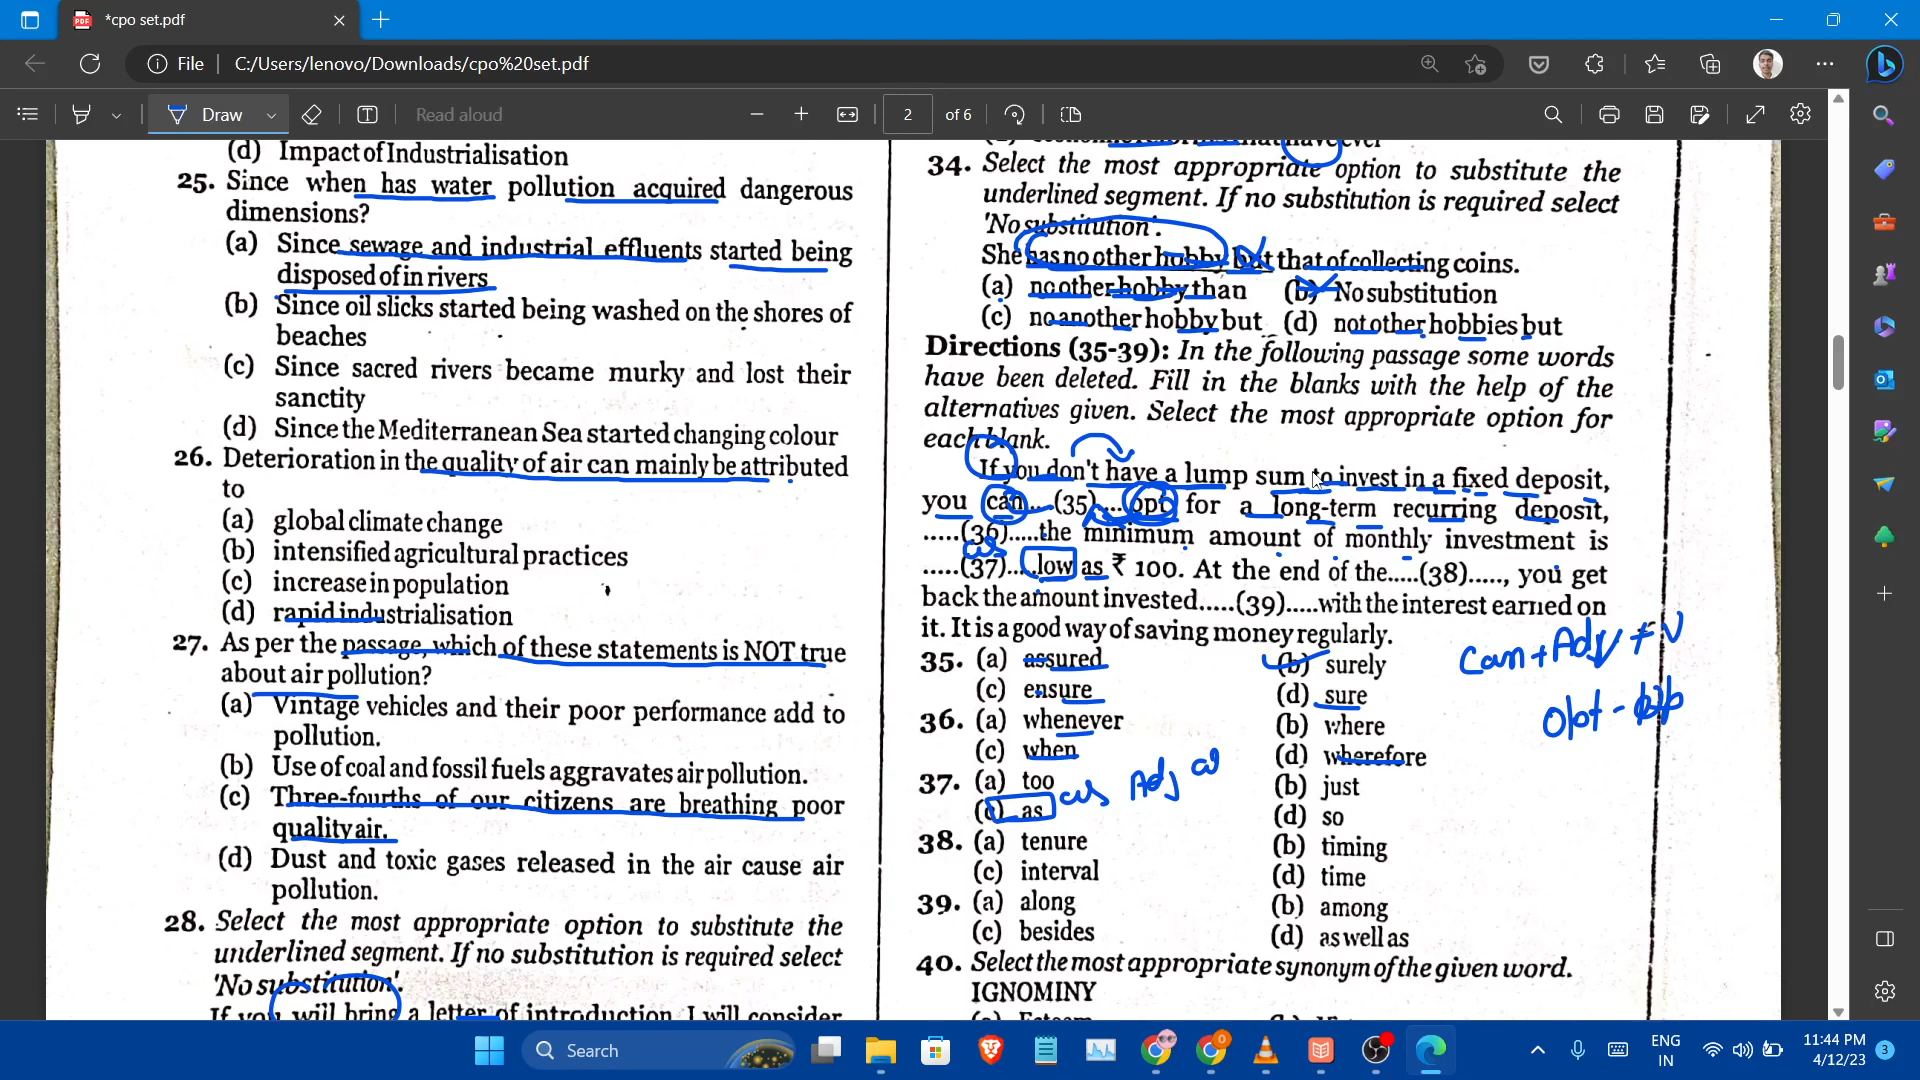 *cpo set.pdf
File C:/Users/lenovo/Downloads/cpo%20set.pdf
Draw
Read aloud
2 of 6
(d) Impact of Industrialisation
25. Since when has water pollution acquired dangerous
dimensions?
(a) Since sewage and industrial effluents started being
disposed of in rivers
(b) Since oil slicks started being washed on the shores of
beaches
(c) Since sacred rivers became murky and lost their
sanctity
(d) Since the Mediterranean Sea started changing colour
26. Deterioration in the quality of air can mainly be attributed
to
(a) global climate change
(b) intensified agricultural practices
(c) increase in population
(d) rapid industrialisation
27. As per the passage, which of these statements is NOT true
about air pollution?
(a) Vintage vehicles and their poor performance add to
pollution.
(b) Use of coal and fossil fuels aggravates air pollution.
(c) Three-fourths of our citizens are breathing poor
quality air.
(d) Dust and toxic gases released in the air cause air
pollution.
28. Select the most appropriate option to substitute the
underlined segment. If no substitution is required select
'No substitution'.
If you will bring a letter of introduction, I will consider
34. Select the most appropriate option to substitute the
underlined segment. If no substitution is required select
'No substitution'.
She has no other hobby but that of collecting coins.
(a) no other hobby than (b) No substitution
(c) no another hobby but (d) not other hobbies but
Directions (35-39): In the following passage some words
have been deleted. Fill in the blanks with the help of the
alternatives given. Select the most appropriate option for
each blank.
If you don't have a lump sum to invest in a fixed deposit,
you can....(35).....opt for a long-term recurring deposit,
.....(36).....the minimum amount of monthly investment is
as
.....(37).....low as ₹ 100. At the end of the.....(38)....., you get
back the amount invested.....(39).....with the interest earned on
it. It is a good way of saving money regularly.
Can + Adj + V
35. (a) assured (b) surely
(c) ensure (d) sure
opt -
36. (a) whenever (b) where
(c) when (d) wherefore
37. (a) too (b) just
as Adj as
(c) as (d) so
38. (a) tenure (b) timing
(c) interval (d) time
39. (a) along (b) among
(c) besides (d) as well as
40. Select the most appropriate synonym of the given word.
IGNOMINY
Search
ENG
IN
11:44 PM
4/12/23
3